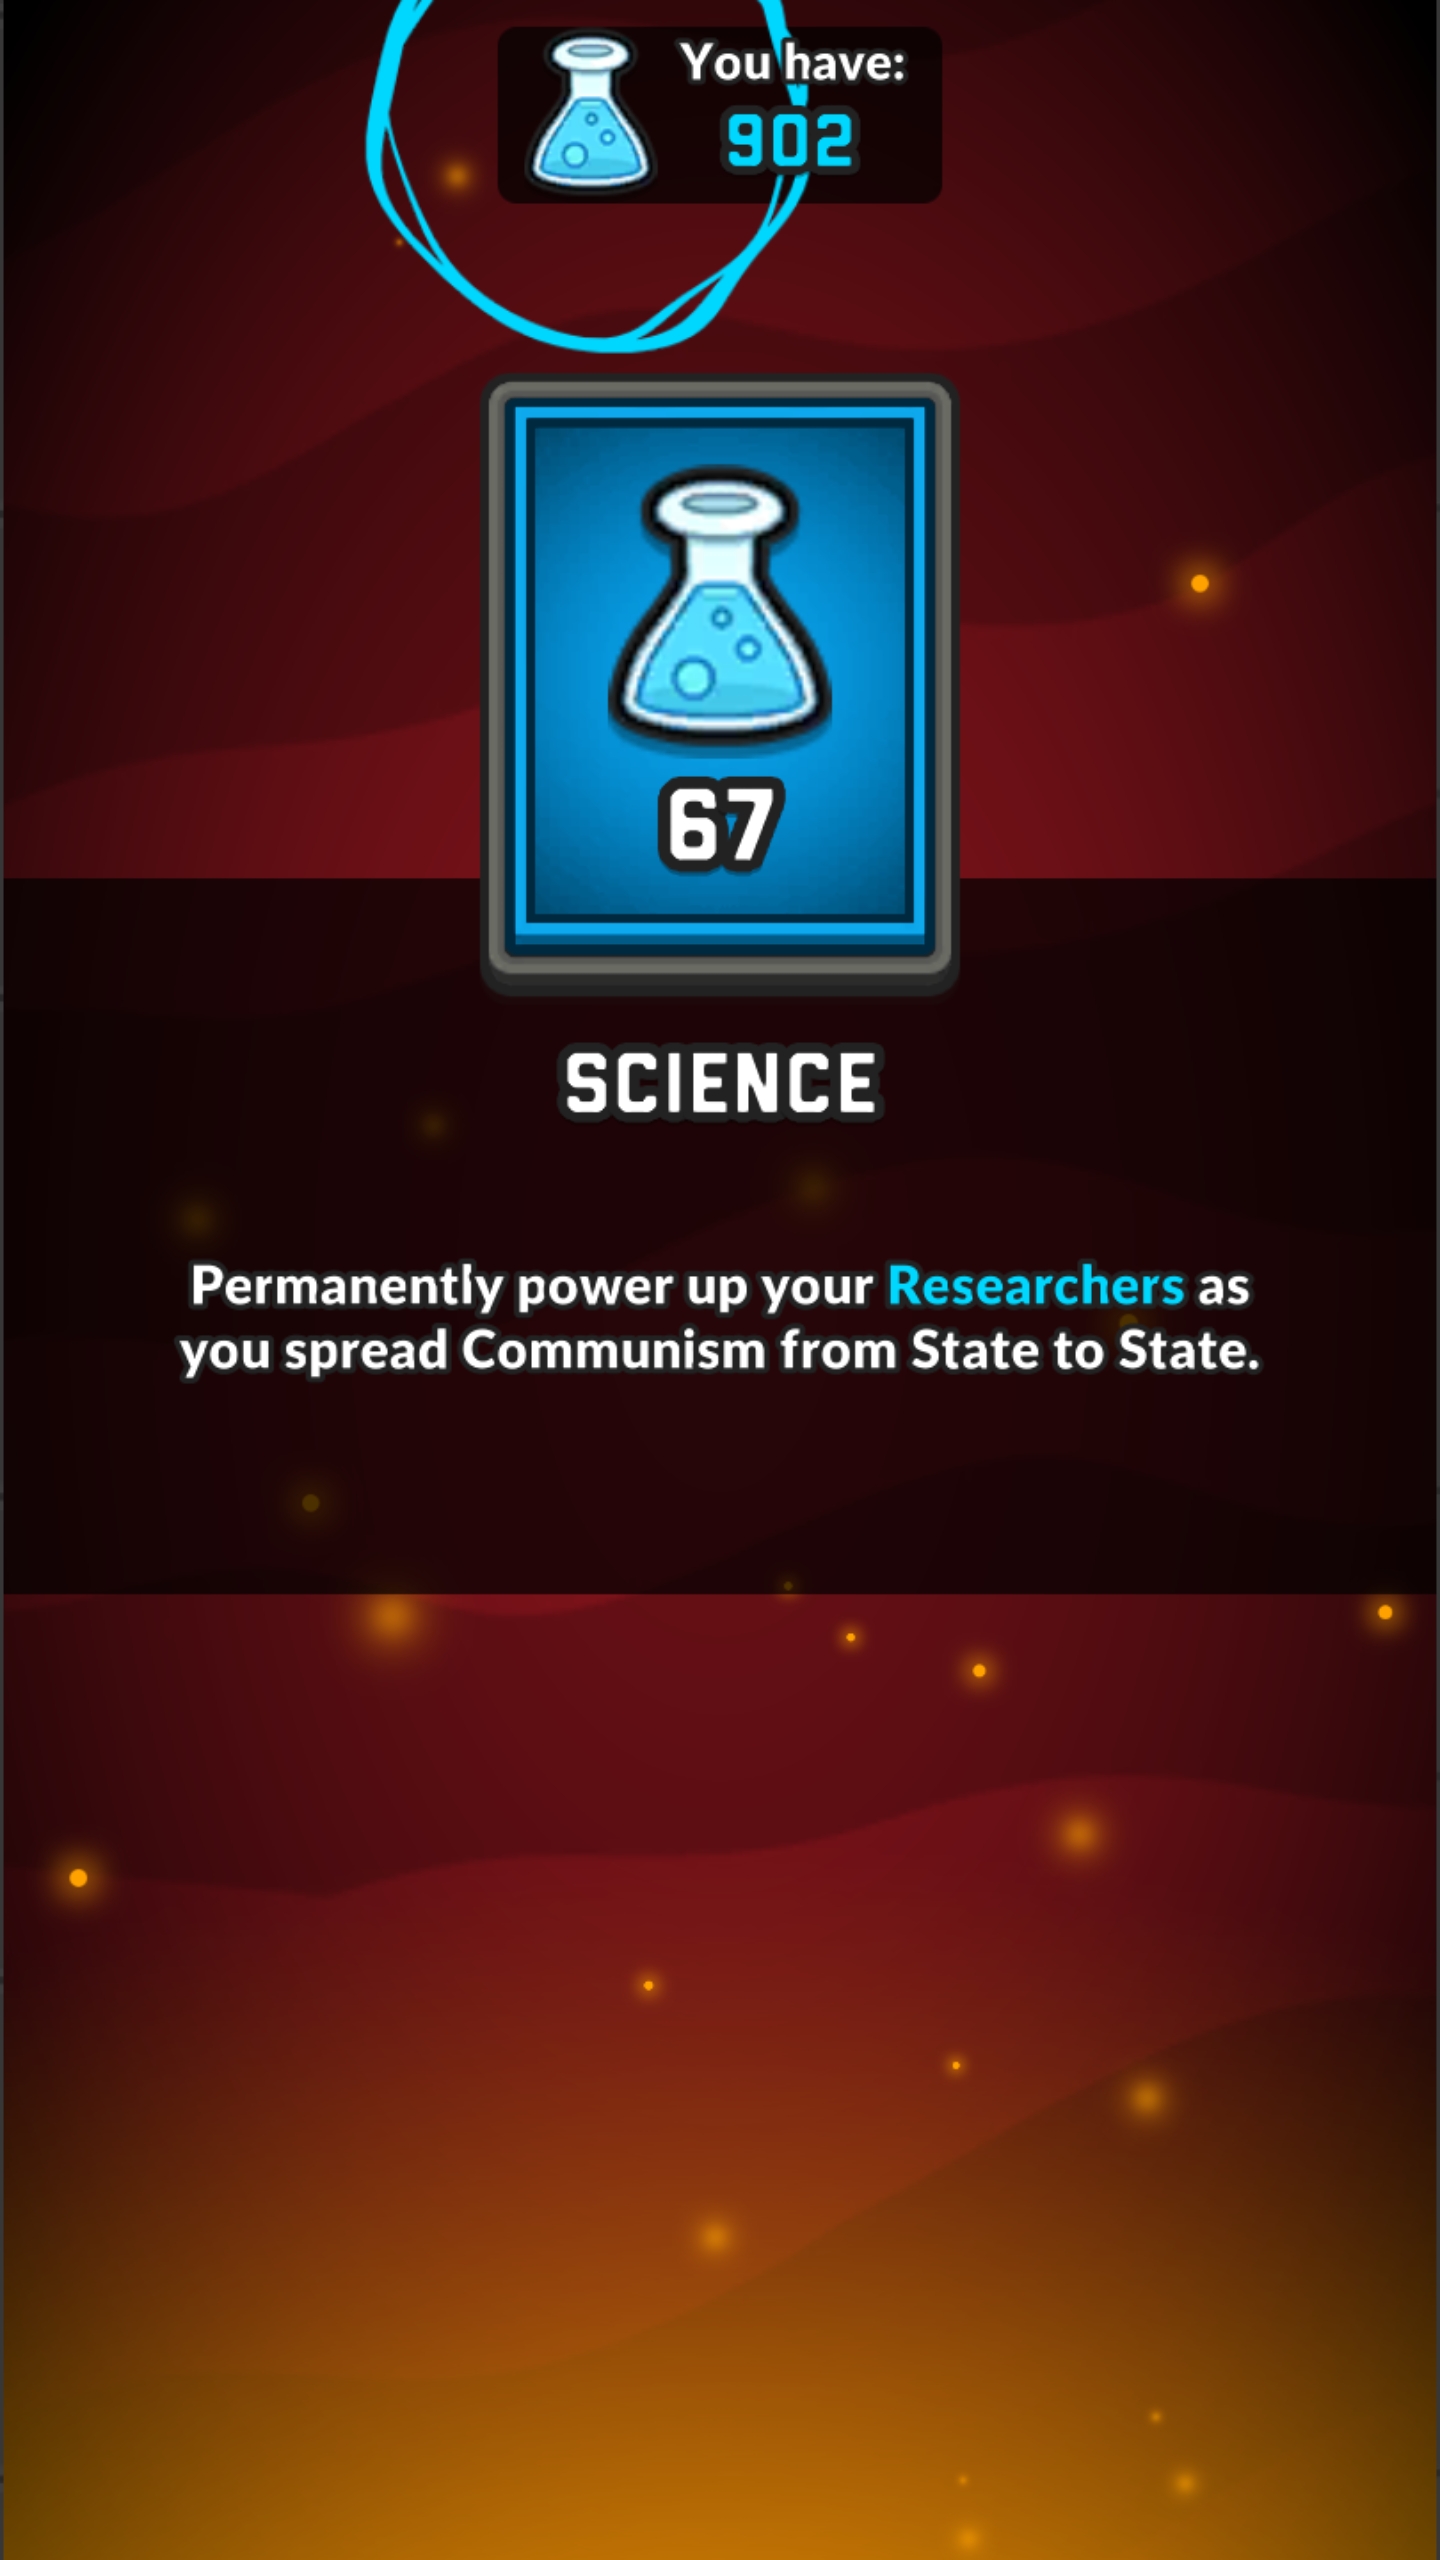 You have:
902
67
SCIENCE
Permanently power up your Researchers as
you spread Communism from State to State.